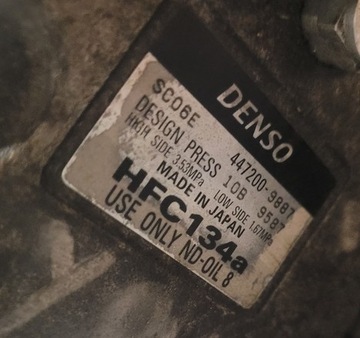 DENSO
SC06E 447200-9887
DESIGN PRESS 10B 9587
HIGH SIDE 3.53MPa LOW SIDE 1.67MPa
MADE IN JAPAN
HFC134a
USE ONLY ND-OIL 8